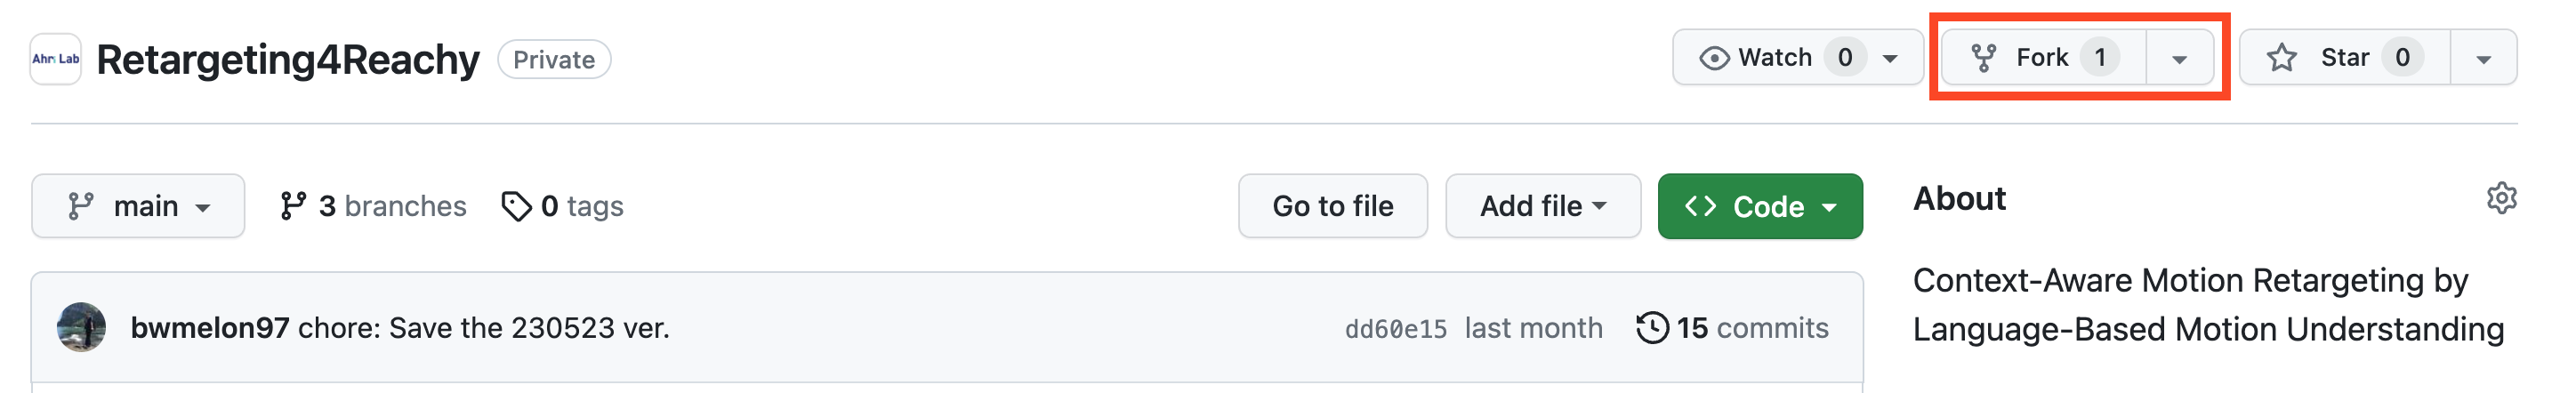 Ahn Lab Retargeting4Reachy Private Watch 0 Fork 1 Star 0
main 3 branches 0 tags Go to file Add file Code About
Context-Aware Motion Retargeting by
bwmelon97 chore: Save the 230523 ver. dd60e15 last month 15 commits Language-Based Motion Understanding